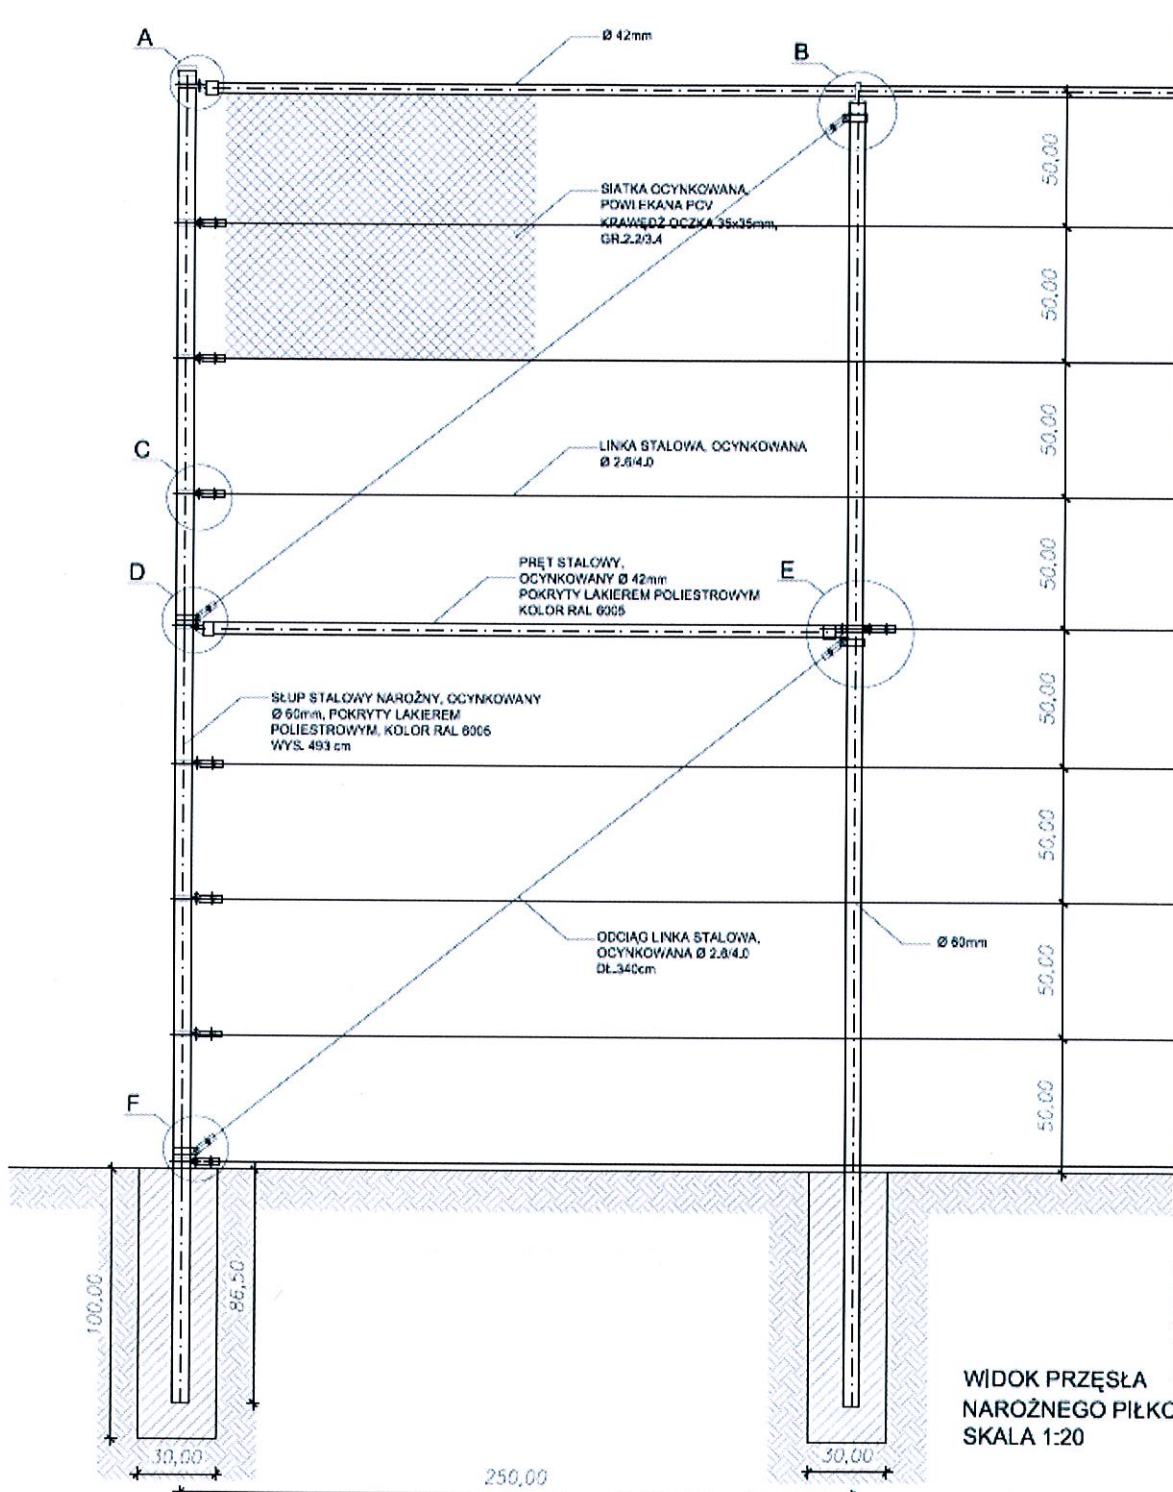 A
Ø 42mm
B
50,00
SIATKA OCYNKOWANA,
POWLEKANA PCV
KRAWĘDŹ OCZKA 35x35mm,
GR.2.2/3.4
50,00
C
LINKA STALOWA, OCYNKOWANA
Ø 2.6/4.0
50,00
D
PRĘT STALOWY,
OCYNKOWANY Ø 42mm
POKRYTY LAKIEREM POLIESTROWYM
KOLOR RAL 6005
E
50,00
SŁUP STALOWY NAROŻNY, OCYNKOWANY
Ø 60mm, POKRYTY LAKIEREM
POLIESTROWYM, KOLOR RAL 6005
WYS. 493 cm
50,00
50,00
ODCIĄG LINKA STALOWA,
OCYNKOWANA Ø 2.6/4.0
DŁ.340cm
Ø 60mm
50,00
F
50,00
100,00
86,50
WIDOK PRZĘSŁA
NAROŻNEGO PIŁKO
SKALA 1:20
30,00
30,00
250,00